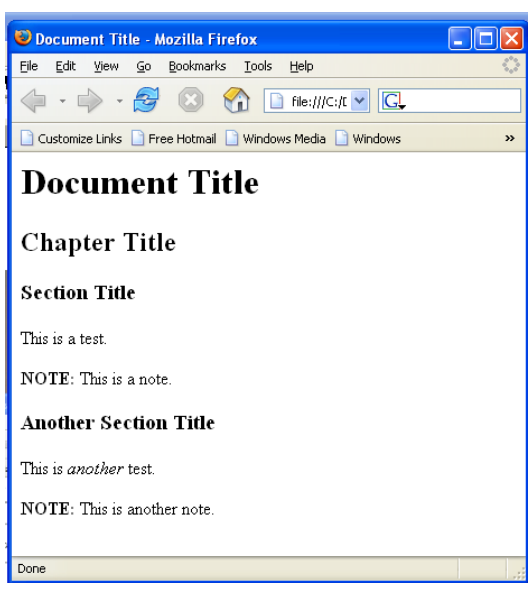 Document Title - Mozilla Firefox
File Edit View Go Bookmarks Tools Help
file:///C:/D G
Customize Links Free Hotmail Windows Media Windows »
Document Title
Chapter Title
Section Title
This is a test.
NOTE: This is a note.
Another Section Title
This is another test.
NOTE: This is another note.
Done